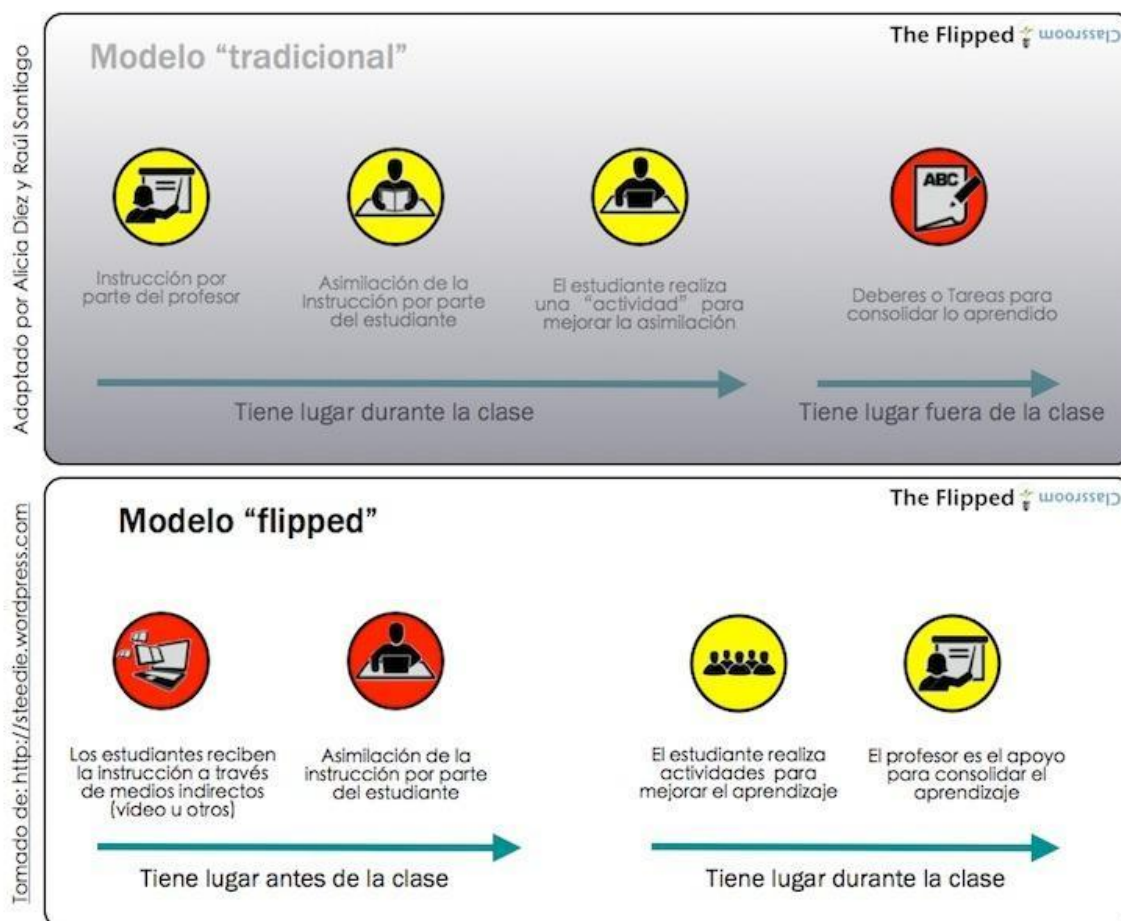 Adaptado por Alicia Díez y Raúl Santiago
Modelo “tradicional”
The Flipped Classroom
ABC
Instrucción por
parte del profesor
Asimilación de la
instrucción por parte
del estudiante
El estudiante realiza
una “actividad” para
mejorar la asimilación
Deberes o Tareas para
consolidar lo aprendido
Tiene lugar durante la clase
Tiene lugar fuera de la clase
Tomado de: http://steedie.wordpress.com
Modelo “flipped”
The Flipped Classroom
Los estudiantes reciben
la instrucción a través
de medios indirectos
(vídeo u otros)
Asimilación de la
instrucción por parte
del estudiante
El estudiante realiza
actividades para
mejorar el aprendizaje
El profesor es el apoyo
para consolidar el
aprendizaje
Tiene lugar antes de la clase
Tiene lugar durante la clase